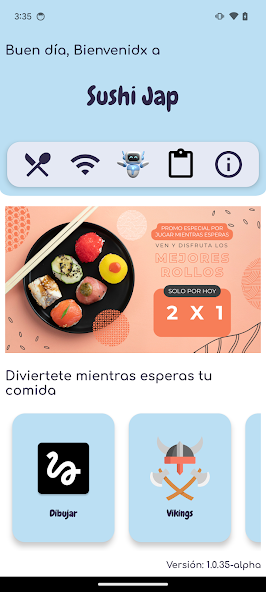 3:35
Buen día, Bienvenidx a
Sushi Jap
PROMO ESPECIAL POR
JUGAR MIENTRAS ESPERAS
VEN Y DISFRUTA LOS
MEJORES
ROLLOS
SOLO POR HOY
2 X 1
Diviertete mientras esperas tu
comida
Dibujar
Vikings
Versión: 1.0.35-alpha